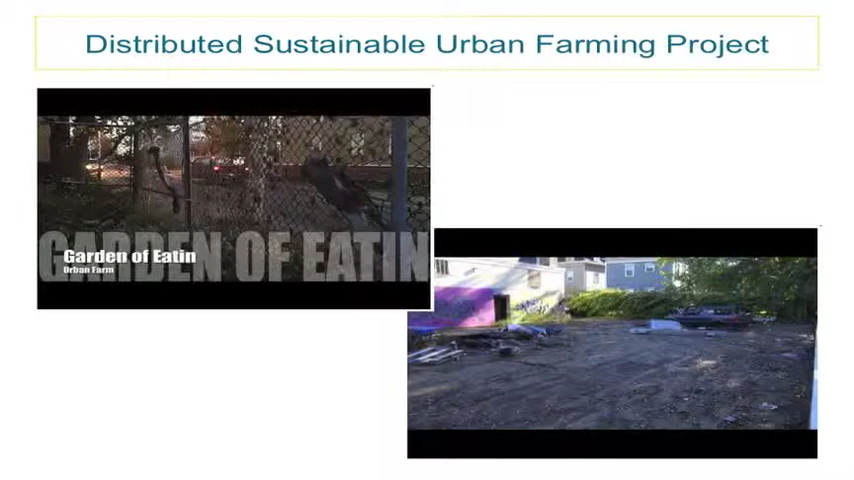 Distributed Sustainable Urban Farming Project
GARDEN OF EATIN
Garden of Eatin
Urban Farm